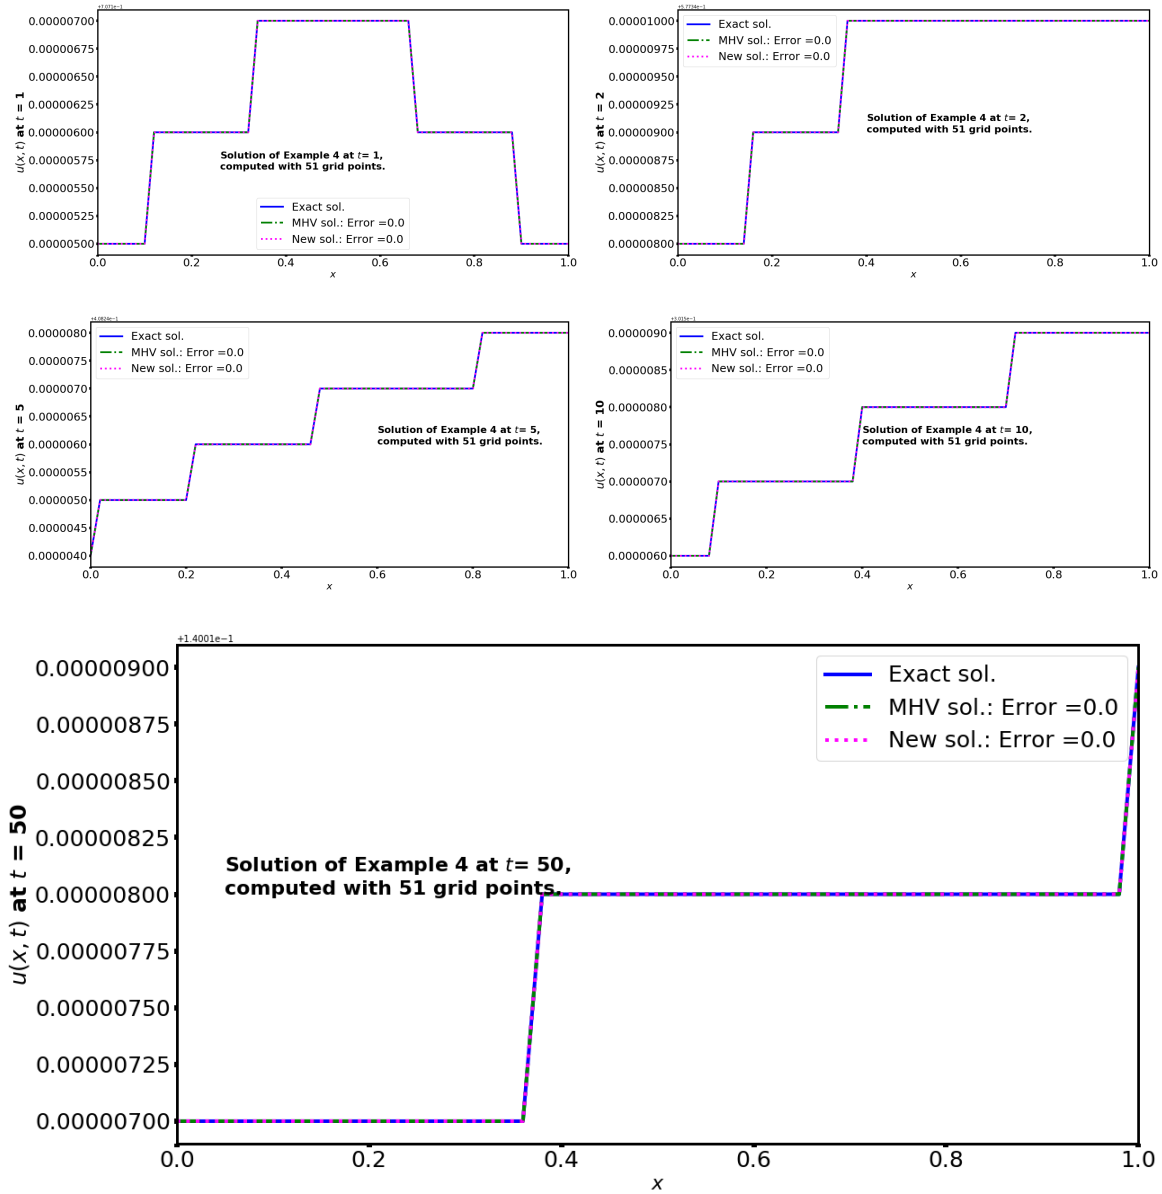 +7.071e−1
0.00000700
0.00000675
0.00000650
0.00000625
0.00000600
0.00000575
0.00000550
0.00000525
0.00000500
u(x, t) at t = 1
Solution of Example 4 at t= 1,
computed with 51 grid points.
Exact sol.
MHV sol.: Error =0.0
New sol.: Error =0.0
0.0 0.2 0.4 0.6 0.8 1.0
x
+5.7734e−1
0.00001000
0.00000975
0.00000950
0.00000925
0.00000900
0.00000875
0.00000850
0.00000825
0.00000800
u(x, t) at t = 2
Exact sol.
MHV sol.: Error =0.0
New sol.: Error =0.0
Solution of Example 4 at t= 2,
computed with 51 grid points.
0.0 0.2 0.4 0.6 0.8 1.0
x
+4.0824e−1
0.0000080
0.0000075
0.0000070
0.0000065
0.0000060
0.0000055
0.0000050
0.0000045
0.0000040
u(x, t) at t = 5
Exact sol.
MHV sol.: Error =0.0
New sol.: Error =0.0
Solution of Example 4 at t= 5,
computed with 51 grid points.
0.0 0.2 0.4 0.6 0.8 1.0
x
+3.015e−1
0.0000090
0.0000085
0.0000080
0.0000075
0.0000070
0.0000065
0.0000060
u(x, t) at t = 10
Exact sol.
MHV sol.: Error =0.0
New sol.: Error =0.0
Solution of Example 4 at t= 10,
computed with 51 grid points.
0.0 0.2 0.4 0.6 0.8 1.0
x
+1.4001e−1
0.00000900
0.00000875
0.00000850
0.00000825
0.00000800
0.00000775
0.00000750
0.00000725
0.00000700
u(x, t) at t = 50
Exact sol.
MHV sol.: Error =0.0
New sol.: Error =0.0
Solution of Example 4 at t= 50,
computed with 51 grid points.
0.0 0.2 0.4 0.6 0.8 1.0
x